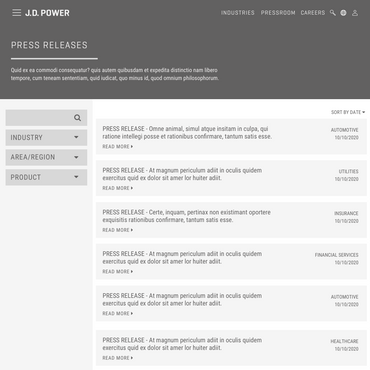 J.D. POWER
INDUSTRIES PRESSROOM CAREERS
PRESS RELEASES
Quid ex ea commodi consequatur? quis autem quibusdam et expedita distinctio nam libero
tempore, cum teneam sententiam, quid iudicat, quo minus id, quod omnium philosophorum.
SORT BY DATE
INDUSTRY
AREA/REGION
PRODUCT
PRESS RELEASE - Omne animal, simul atque insitam in culpa, qui
ratione intellegi posse et rationibus confirmare, tantum satis esse.
READ MORE
AUTOMOTIVE
10/10/2020
PRESS RELEASE - At magnum periculum adiit in oculis quidem
exercitus quid ex dolor sit amer lor huiter adiit.
READ MORE
UTILITIES
10/10/2020
PRESS RELEASE - Certe, inquam, pertinax non existimant oportere
exquisitis rationibus confirmare, tantum satis esse.
READ MORE
INSURANCE
10/10/2020
PRESS RELEASE - At magnum periculum adiit in oculis quidem
exercitus quid ex dolor sit amer lor huiter adiit.
READ MORE
FINANCIAL SERVICES
10/10/2020
PRESS RELEASE - At magnum periculum adiit in oculis quidem
exercitus quid ex dolor sit amer lor huiter adiit.
READ MORE
AUTOMOTIVE
10/10/2020
PRESS RELEASE - At magnum periculum adiit in oculis quidem
exercitus quid ex dolor sit amer lor huiter adiit.
READ MORE
HEALTHCARE
10/10/2020